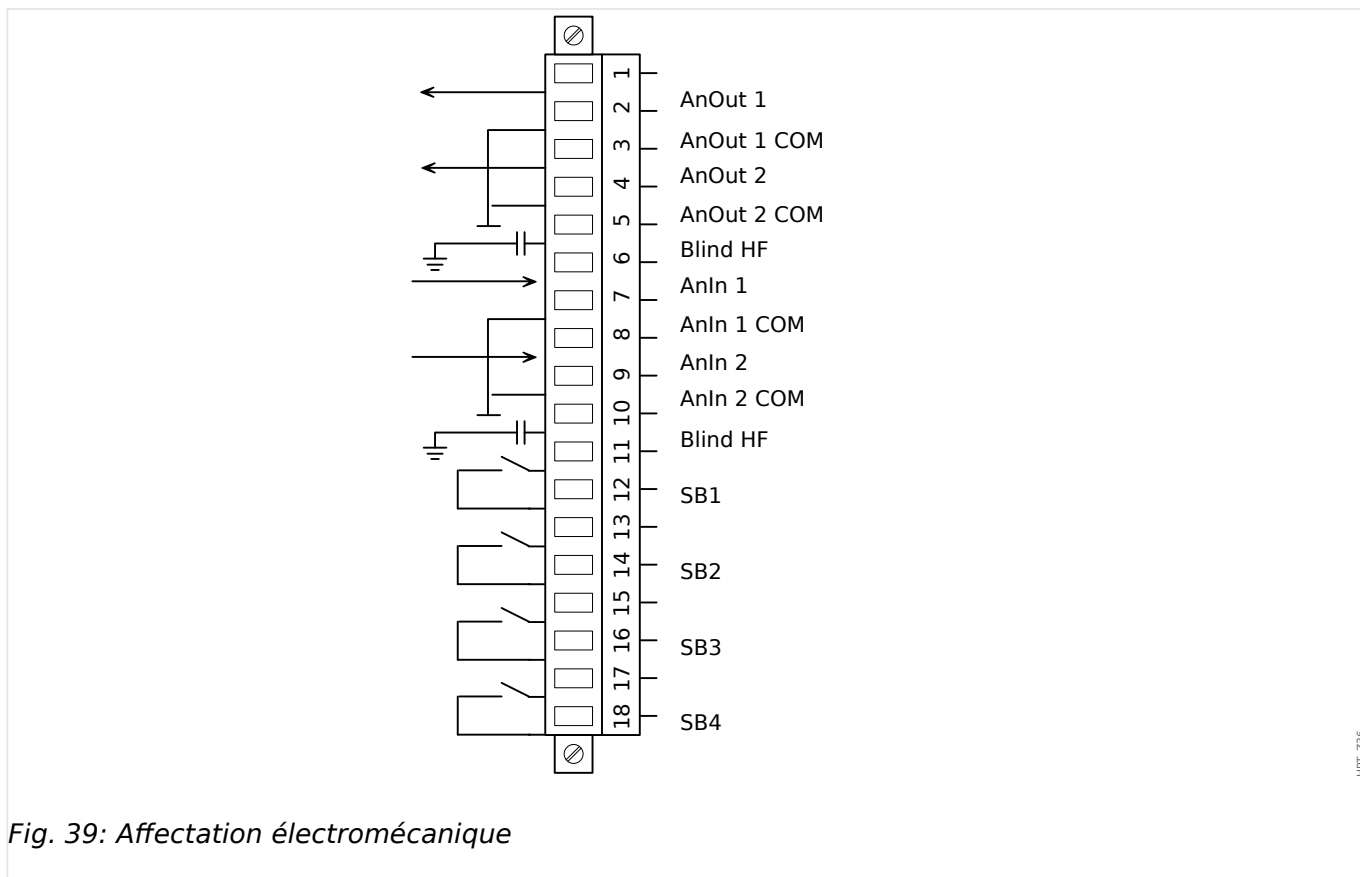 1
2
3
4
5
6
7
8
9
10
11
12
13
14
15
16
17
18
AnOut 1
AnOut 1 COM
AnOut 2
AnOut 2 COM
Blind HF
AnIn 1
AnIn 1 COM
AnIn 2
AnIn 2 COM
Blind HF
SB1
SB2
SB3
SB4
Fig. 39: Affectation électromécanique